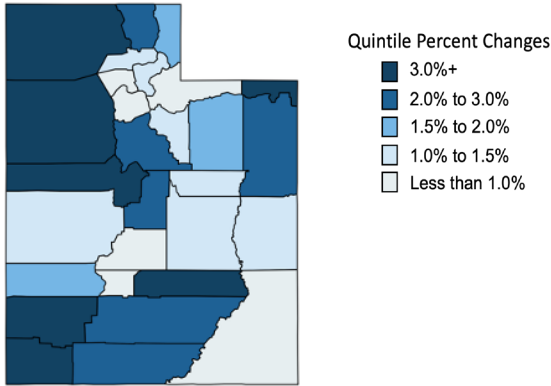 Quintile Percent Changes
3.0%+
2.0% to 3.0%
1.5% to 2.0%
1.0% to 1.5%
Less than 1.0%